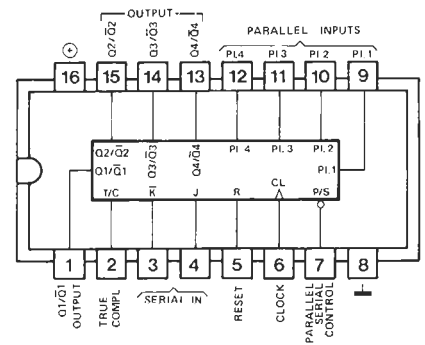 OUTPUT
PARALLEL INPUTS
⊕
Q2/Q̅2
Q3/Q̅3
Q4/Q̅4
PI.4
PI.3
PI.2
PI.1
16
15
14
13
12
11
10
9
Q2/Q̅2
Q3/Q̅3
Q4/Q̅4
PI.4
PI.3
PI.2
Q1/Q̅1
PI.1
T/C
K̅
J
R
CL
P/S
1
2
3
4
5
6
7
8
Q1/Q̅1
OUTPUT
TRUE
COMPL
SERIAL IN
RESET
CLOCK
PARALLEL
SERIAL
CONTROL